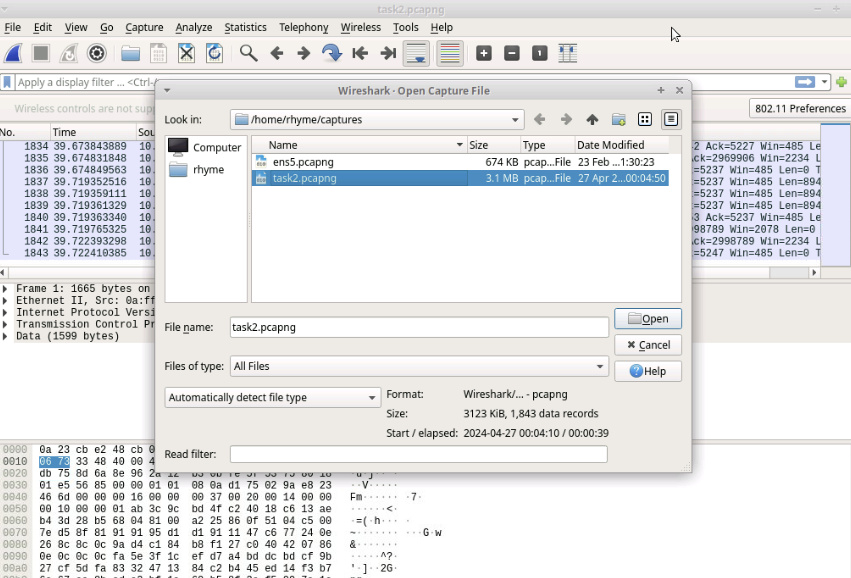 task2.pcapng
File Edit View Go Capture Analyze Statistics Telephony Wireless Tools Help
Apply a display filter ... <Ctrl-/
Wireless controls are not sup
802.11 Preferences
Wireshark · Open Capture File
Look in: /home/rhyme/captures
Computer
rhyme
Name Size Type Date Modified
ens5.pcapng 674 KB pcap...File 23 Feb ...1:30:23
task2.pcapng 3.1 MB pcap...File 27 Apr 2...00:04:50
File name: task2.pcapng
Open
Cancel
Files of type: All Files
Help
Automatically detect file type
Format: Wireshark/... - pcapng
Size: 3123 KiB, 1,843 data records
Start / elapsed: 2024-04-27 00:04:10 / 00:00:39
Read filter:
No. Time Sou
1834 39.673843889 10. 2 Ack=5227 Win=485 Le
1835 39.674831848 10. ck=2969906 Win=2234 L
1836 39.674849563 10. =5237 Win=485 Len=0 T
1837 39.719352516 10. =5237 Win=485 Len=894
1838 39.719359111 10. =5237 Win=485 Len=894
1839 39.719361329 10. =5237 Win=485 Len=894
1840 39.719363340 10. 3 Ack=5237 Win=485 Le
1841 39.719765325 10. 98789 Win=2078 Len=0
1842 39.722393298 10. ck=2998789 Win=2234 L
1843 39.722410385 10. =5247 Win=485 Len=0 T
Frame 1: 1665 bytes on
Ethernet II, Src: 0a:ff
Internet Protocol Versi
Transmission Control Pr
Data (1599 bytes)
0000 0a 23 cb e2 48 cb 0
0010 06 73 33 48 40 00 4
0020 db 75 8d 6a 8e 96 2a 12 b3 0b fe 5f 53 75 80 18
0030 01 e5 56 85 00 00 01 01 08 0a d1 75 02 9a e8 23 ··V·····
0040 46 6d 00 00 00 16 00 00 00 37 00 20 00 14 00 00 Fm······ ·7·
0050 00 10 00 00 01 ab 3c 9c bd 4f c2 40 18 c6 13 ae ······<·
0060 b4 3d 28 b5 68 04 81 00 a2 25 86 0f 51 04 c5 00 ·=(·h···
0070 7e d5 8f 81 91 91 95 d1 d1 91 11 47 c6 77 24 0e ~·······
0080 26 8c 8c 0c 9a d4 c1 84 b8 f1 27 c0 40 42 07 86 &·······
0090 0e 0c 0c 0c fa 5e 3f 1c ef d7 a4 bd dc bd cf 9b ·····^?·
00a0 27 cf 5d fa 83 32 47 13 84 c2 b4 45 ed 14 f3 b7 '·]··2G·